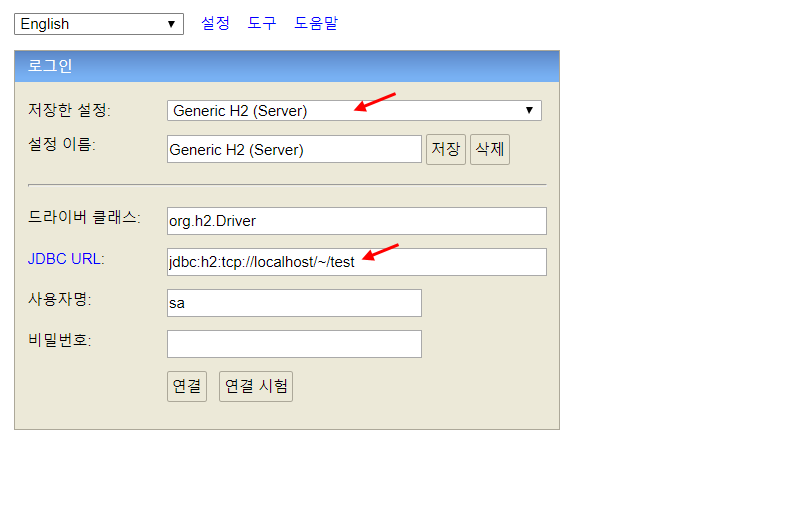 English 설정 도구 도움말
로그인
저장한 설정: Generic H2 (Server)
설정 이름: Generic H2 (Server) 저장 삭제
드라이버 클래스: org.h2.Driver
JDBC URL: jdbc:h2:tcp://localhost/~/test
사용자명: sa
비밀번호:
연결 연결 시험